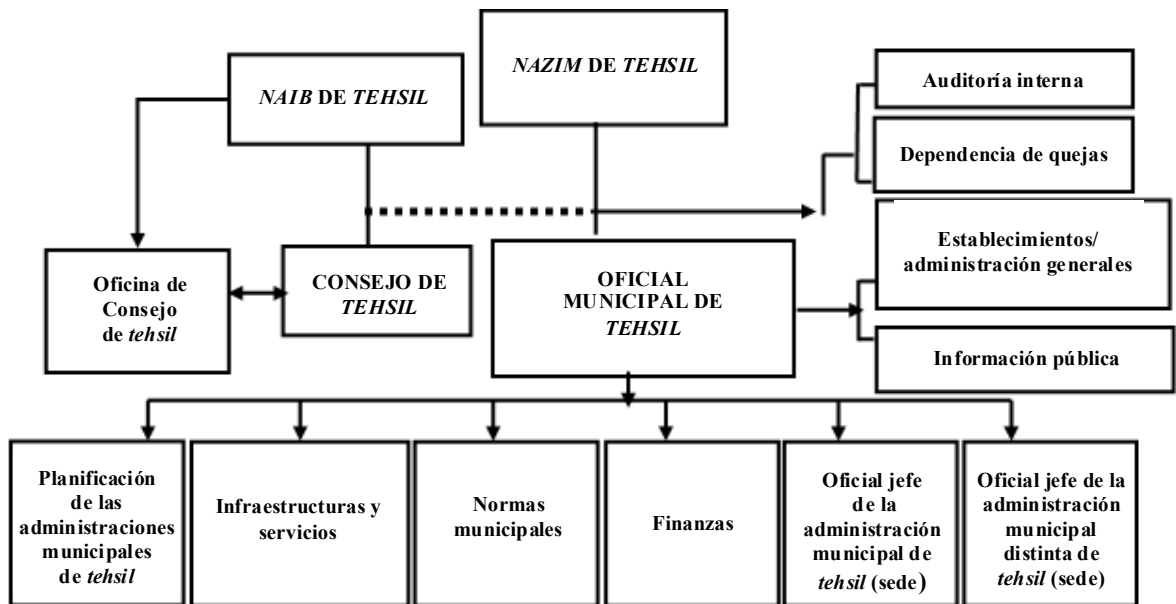 NAZIM DE TEHSIL
NAIB DE TEHSIL
Auditoría interna
Dependencia de quejas
Establecimientos/
administración generales
Información pública
Oficina de
Consejo
de tehsil
CONSEJO DE
TEHSIL
OFICIAL
MUNICIPAL DE
TEHSIL
Planificación
de las
administraciones
municipales
de tehsil
Infraestructuras y
servicios
Normas
municipales
Finanzas
Oficial jefe
de la
administración
municipal de
tehsil (sede)
Oficial jefe de la
administración
municipal
distinta de
tehsil (sede)